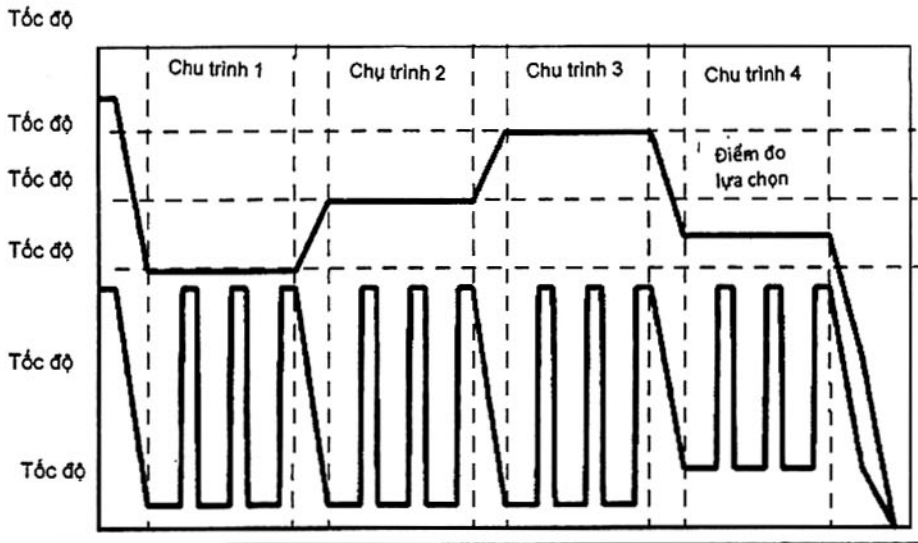 Tốc độ
Chu trình 1
Chụ trình 2
Chu trình 3
Chu trình 4
Tốc độ
Điểm đo
lựa chọn
Tốc độ
Tốc độ
Tốc độ
Tốc độ